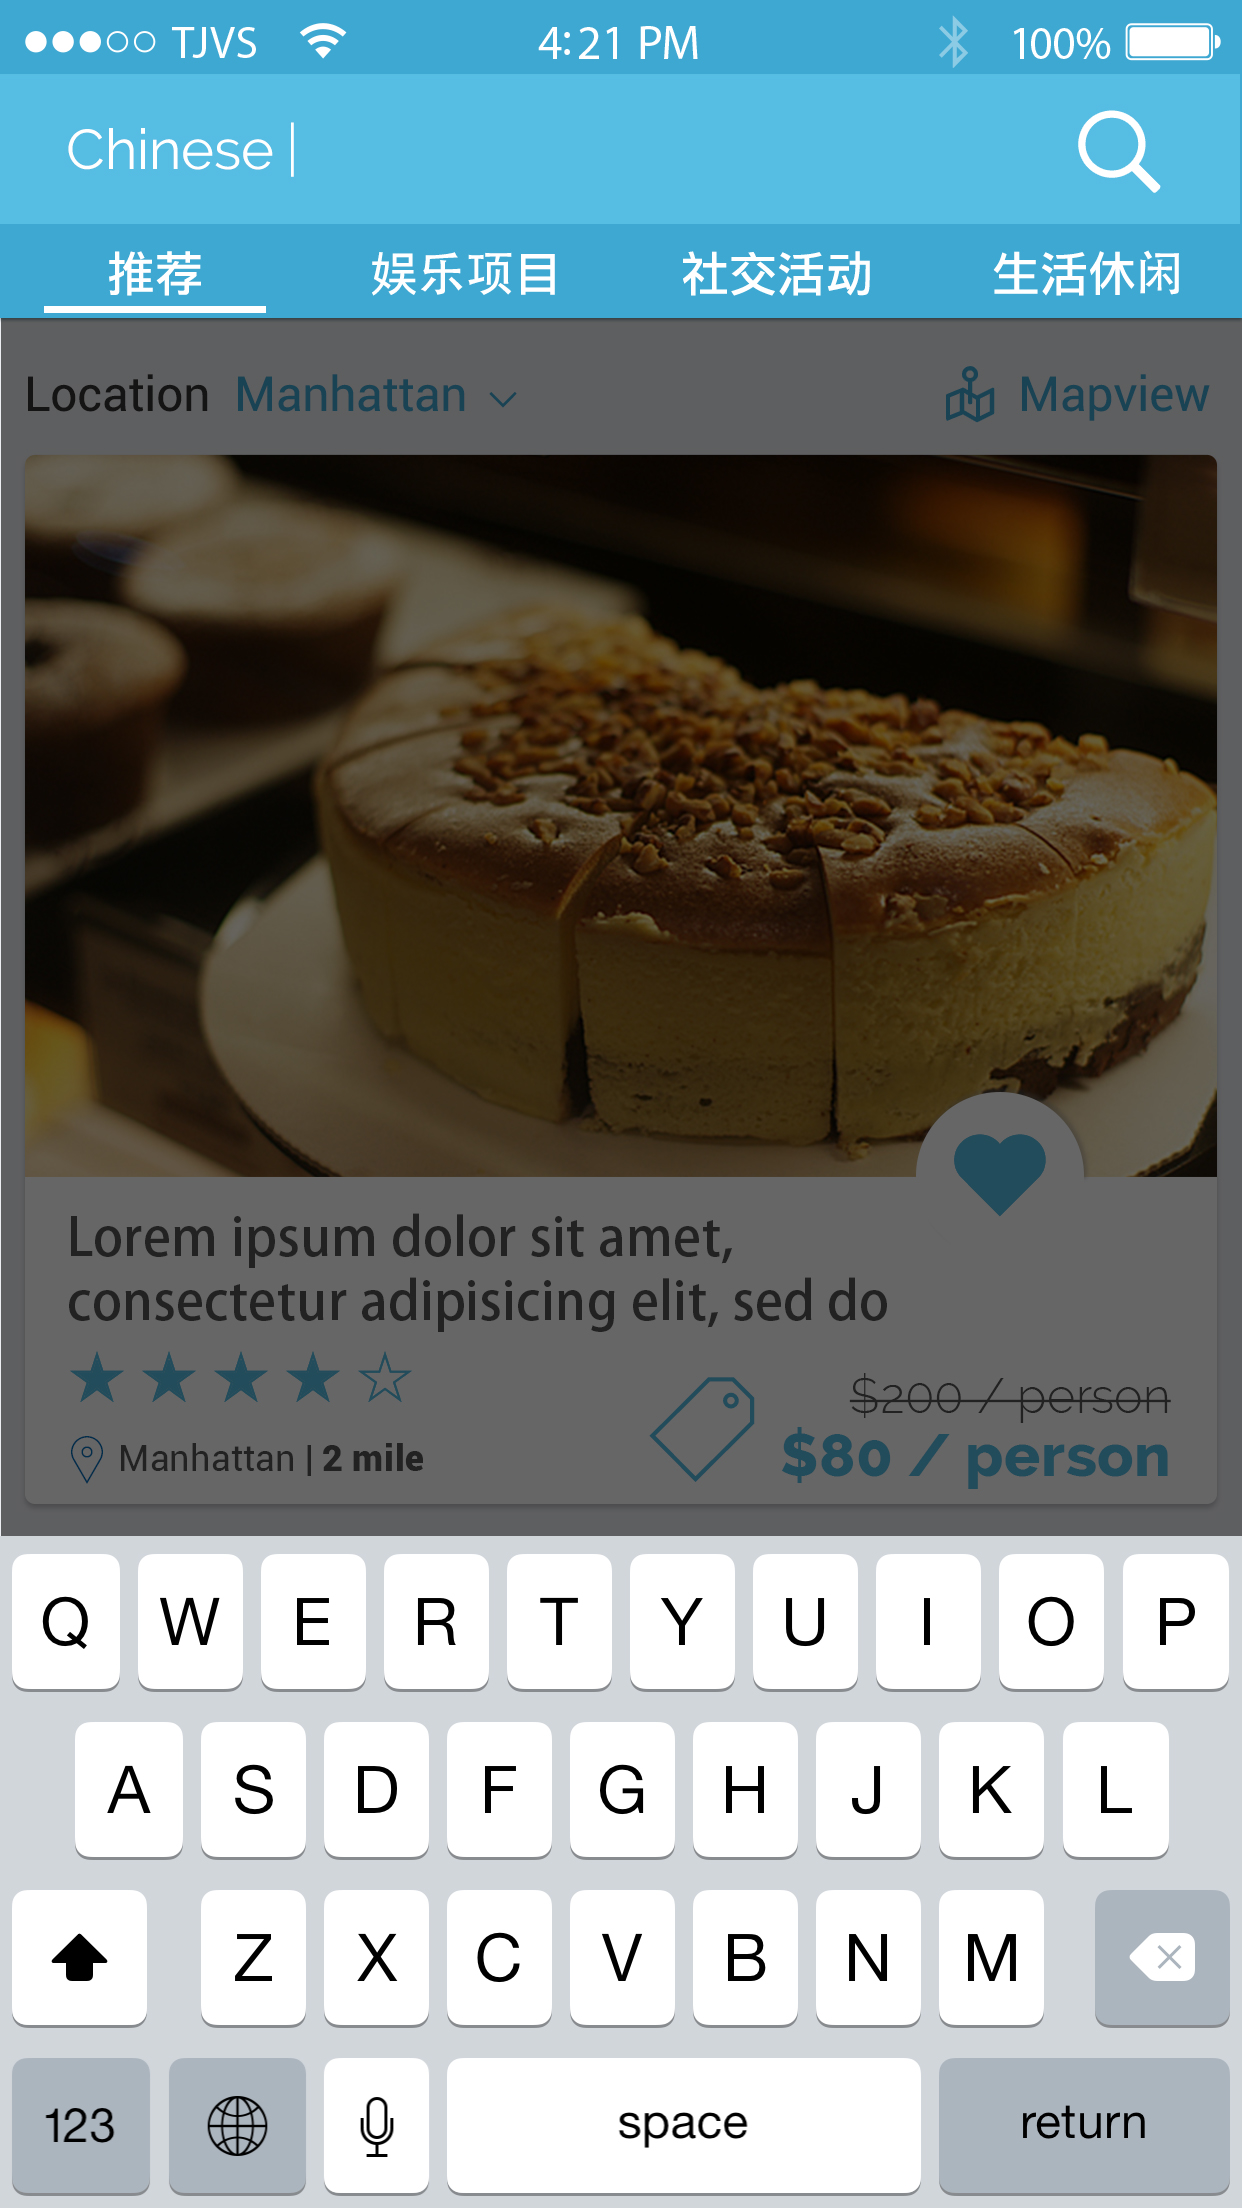 TJVS 4:21 PM 100%
Chinese
推荐 娱乐项目 社交活动 生活休闲
Location Manhattan Mapview
Lorem ipsum dolor sit amet,
consectetur adipisicing elit, sed do
$200 / person
$80 / person
Manhattan | 2 mile
Q W E R T Y U I O P
A S D F G H J K L
Z X C V B N M
123 space return